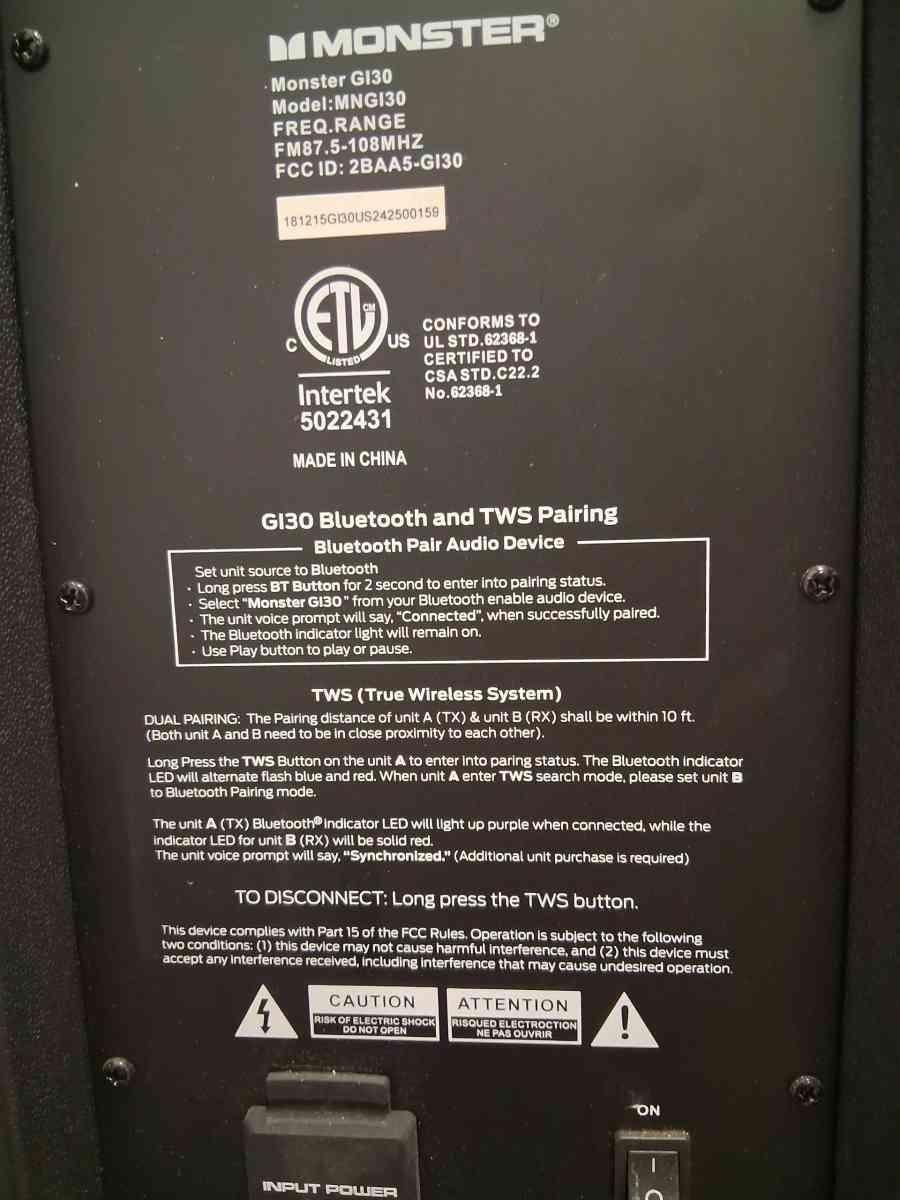 MONSTER®
Monster GI30
Model:MNGI30
FREQ.RANGE
FM87.5-108MHZ
FCC ID: 2BAA5-GI30
181215GI30US242500159
ETL CM
C US
LISTED
Intertek
5022431
CONFORMS TO
UL STD.62368-1
CERTIFIED TO
CSA STD.C22.2
No.62368-1
MADE IN CHINA
GI30 Bluetooth and TWS Pairing
Bluetooth Pair Audio Device
Set unit source to Bluetooth
· Long press BT Button for 2 second to enter into pairing status.
· Select "Monster GI30" from your Bluetooth enable audio device.
· The unit voice prompt will say, "Connected", when successfully paired.
· The Bluetooth indicator light will remain on.
· Use Play button to play or pause.
TWS (True Wireless System)
DUAL PAIRING: The Pairing distance of unit A (TX) & unit B (RX) shall be within 10 ft.
(Both unit A and B need to be in close proximity to each other).
Long Press the TWS Button on the unit A to enter into paring status. The Bluetooth indicator
LED will alternate flash blue and red. When unit A enter TWS search mode, please set unit B
to Bluetooth Pairing mode.
The unit A (TX) Bluetooth® indicator LED will light up purple when connected, while the
indicator LED for unit B (RX) will be solid red.
The unit voice prompt will say, "Synchronized." (Additional unit purchase is required)
TO DISCONNECT: Long press the TWS button.
This device complies with Part 15 of the FCC Rules. Operation is subject to the following
two conditions: (1) this device may not cause harmful interference, and (2) this device must
accept any interference received, including interference that may cause undesired operation.
CAUTION
RISK OF ELECTRIC SHOCK
DO NOT OPEN
ATTENTION
RISQUED ELECTROCTION
NE PAS OUVRIR
ON
INPUT POWER